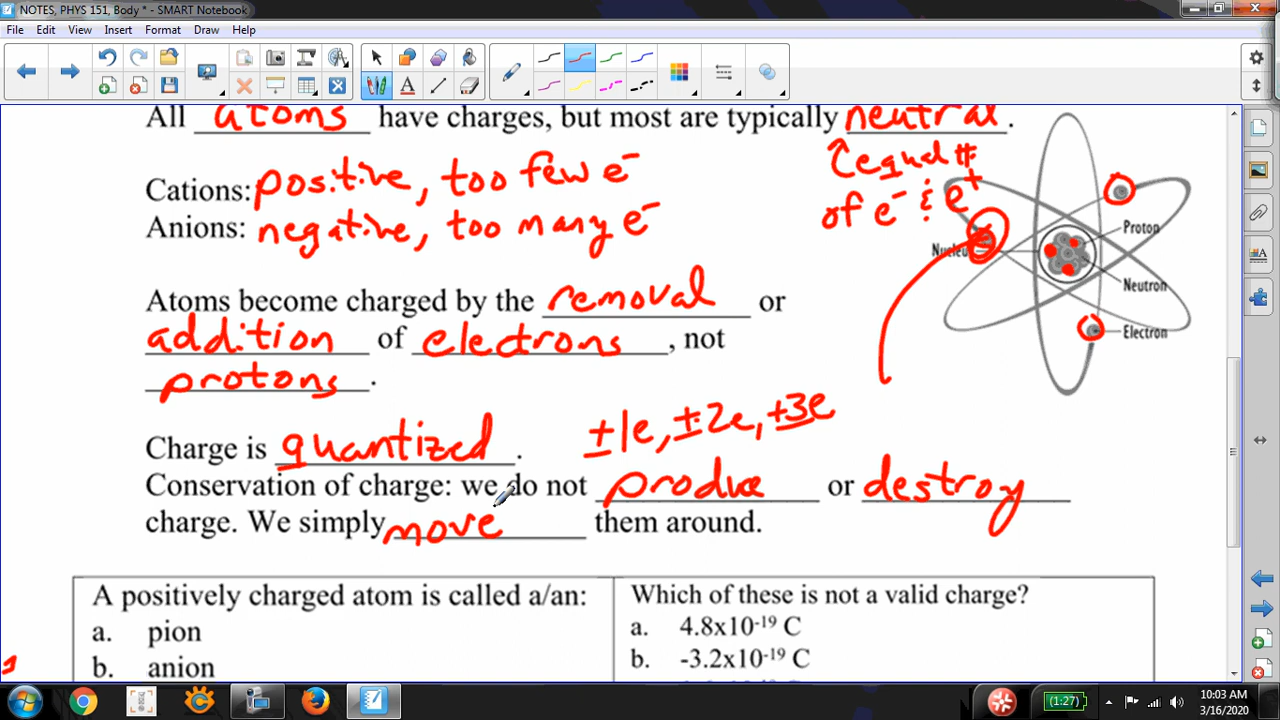 NOTES, PHYS 151, Body * - SMART Notebook
File Edit View Insert Format Draw Help
All atoms have charges, but most are typically neutral.
↑ equal #
of e⁻ & e⁺
Cations: positive, too few e⁻
Anions: negative, too many e⁻
Proton
Neutron
Electron
Atoms become charged by the removal or
addition of electrons, not
protons.
±1e, ±2e, ±3e
Charge is quantized.
Conservation of charge: we do not produce or destroy
charge. We simply move them around.
A positively charged atom is called a/an:
a. pion
b. anion
Which of these is not a valid charge?
a. 4.8x10⁻¹⁹ C
b. -3.2x10⁻¹⁹ C
(1:27)
10:03 AM
3/16/2020